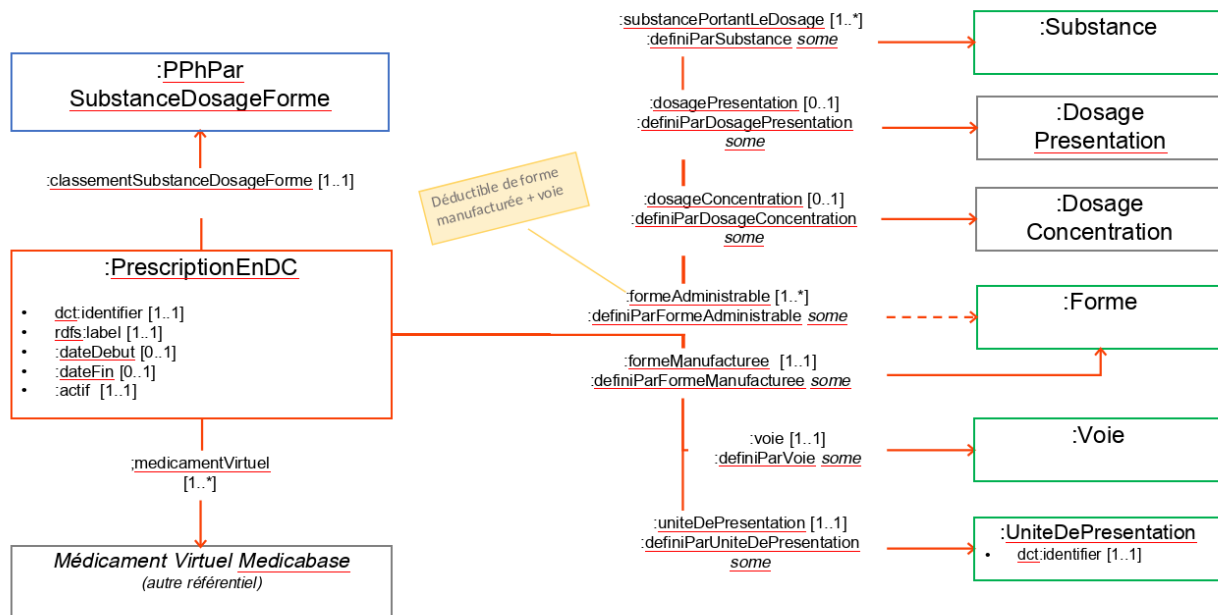 :PPhPar
SubstanceDosageForme
:classementSubstanceDosageForme [1..1]
:PrescriptionEnDC
• dct:identifier [1..1]
• rdfs:label [1..1]
• :dateDebut [0..1]
• :dateFin [0..1]
• :actif [1..1]
;medicamentVirtuel
[1..*]
Médicament Virtuel Medicabase
(autre référentiel)
Déductible de forme
manufacturée + voie
:substancePortantLeDosage [1..*]
:definiParSubstance some
:Substance
:dosagePresentation [0..1]
:definiParDosagePresentation
some
:Dosage
Presentation
:dosageConcentration [0..1]
:definiParDosageConcentration
some
:Dosage
Concentration
:formeAdministrable [1..*]
:definiParFormeAdministrable some
:Forme
:formeManufacturee [1..1]
:definiParFormeManufacturee some
:voie [1..1]
:definiParVoie some
:Voie
:uniteDePresentation [1..1]
:definiParUniteDePresentation
some
:UniteDePresentation
• dct:identifier [1..1]